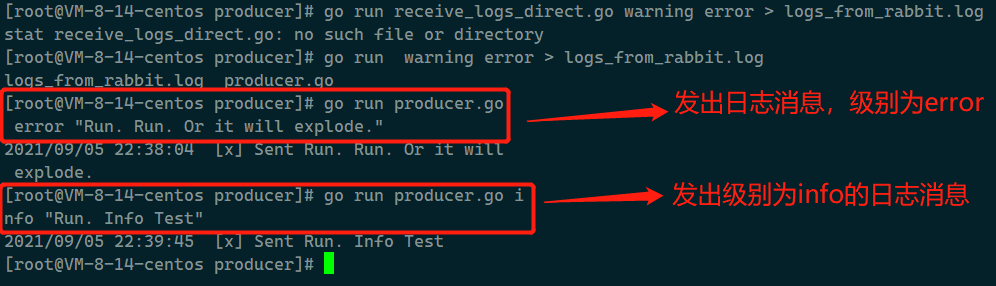 [root@VM-8-14-centos producer]# go run receive_logs_direct.go warning error > logs_from_rabbit.log
stat receive_logs_direct.go: no such file or directory
[root@VM-8-14-centos producer]# go run  warning error > logs_from_rabbit.log
logs_from_rabbit.log  producer.go
[root@VM-8-14-centos producer]# go run producer.go
error "Run. Run. Or it will explode."
发出日志消息，级别为error
2021/09/05 22:38:04  [x] Sent Run. Run. Or it will
explode.
[root@VM-8-14-centos producer]# go run producer.go i
nfo "Run. Info Test"
发出级别为info的日志消息
2021/09/05 22:39:45  [x] Sent Run. Info Test
[root@VM-8-14-centos producer]#